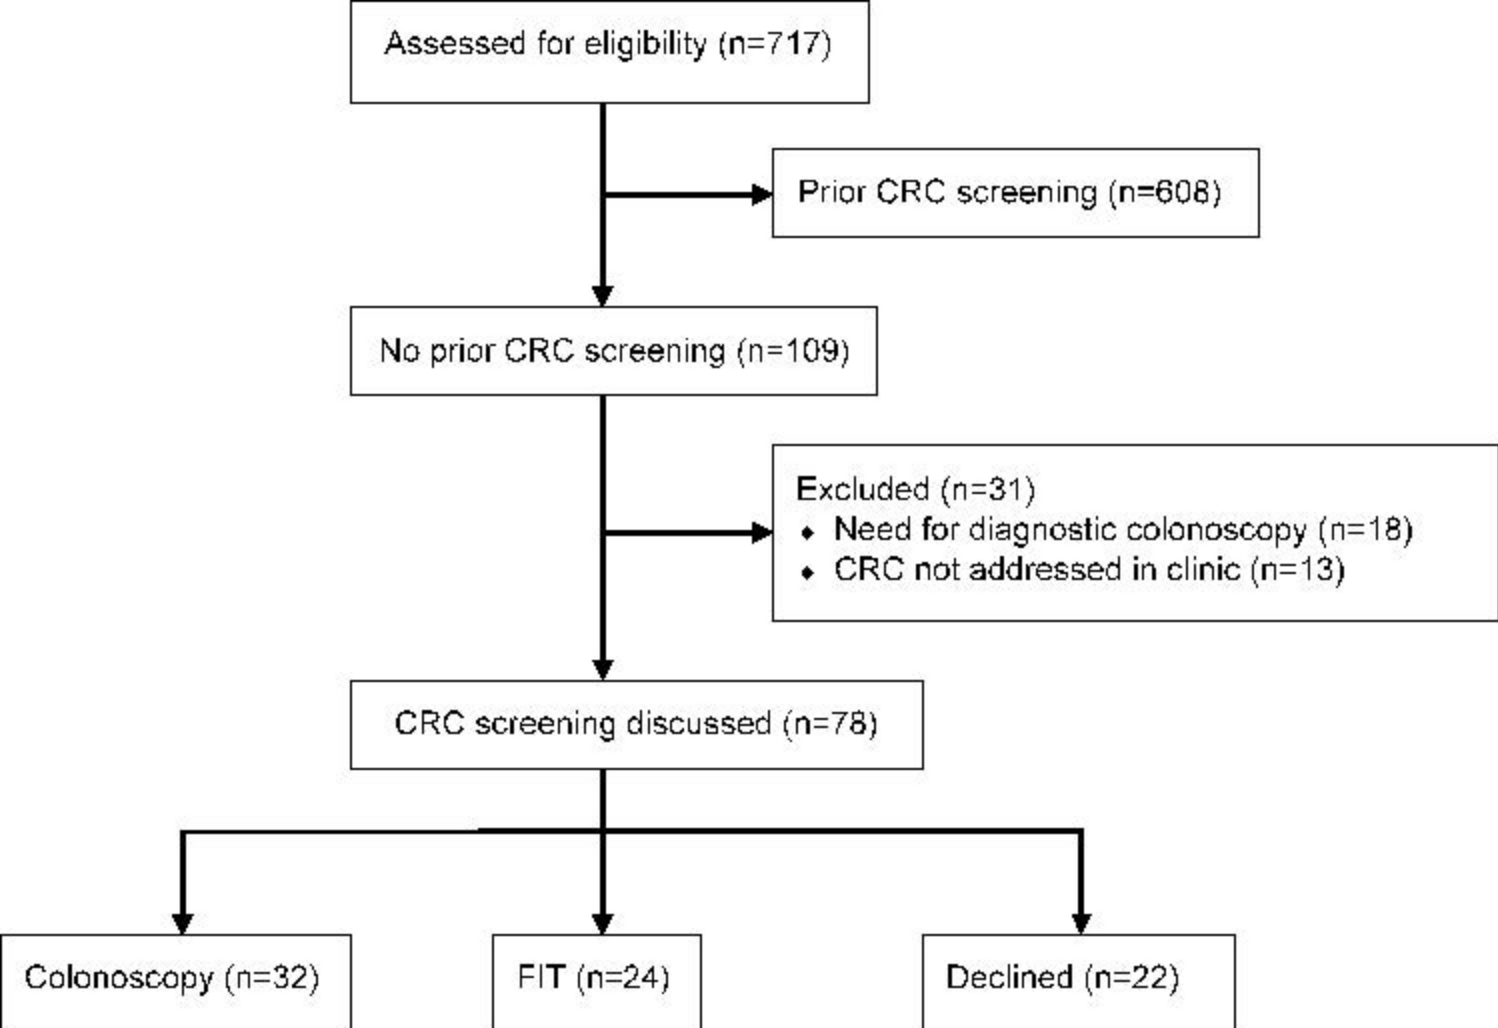 Assessed for eligibility (n=717)
Prior CRC screening (n=608)
No prior CRC screening (n=109)
Excluded (n=31)
⬥ Need for diagnostic colonoscopy (n=18)
⬥ CRC not addressed in clinic (n=13)
CRC screening discussed (n=78)
Colonoscopy (n=32)
FIT (n=24)
Declined (n=22)